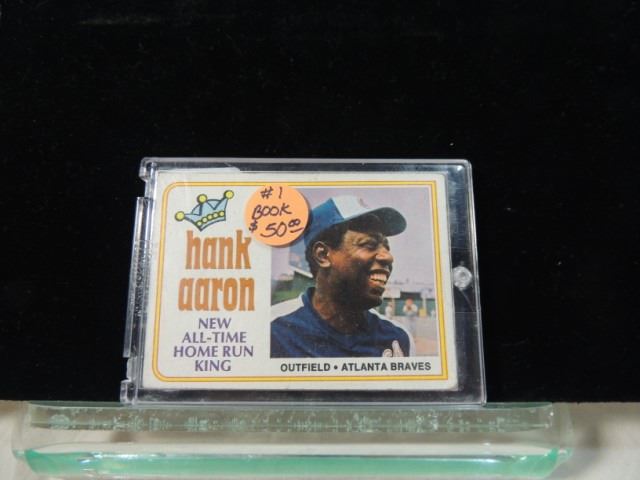 #1
BOOK
$50.00
hank
aaron
NEW
ALL-TIME
HOME RUN
KING
OUTFIELD • ATLANTA BRAVES